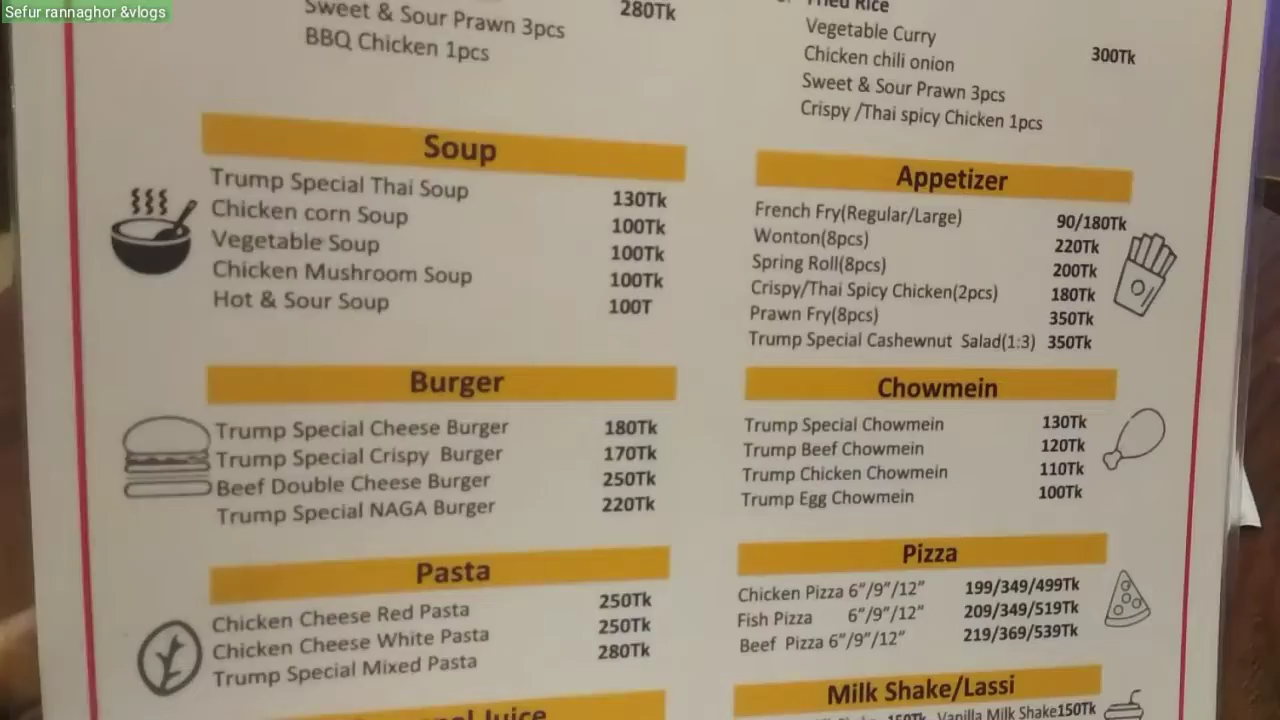 Sefur rannaghor &vlogs
Sweet & Sour Prawn 3pcs 280Tk
BBQ Chicken 1pcs
Fried Rice
Vegetable Curry
Chicken chili onion 300Tk
Sweet & Sour Prawn 3pcs
Crispy /Thai spicy Chicken 1pcs
Soup
Trump Special Thai Soup 130Tk
Chicken corn Soup 100Tk
Vegetable Soup 100Tk
Chicken Mushroom Soup 100Tk
Hot & Sour Soup 100T
Appetizer
French Fry(Regular/Large) 90/180Tk
Wonton(8pcs) 220Tk
Spring Roll(8pcs) 200Tk
Crispy/Thai Spicy Chicken(2pcs) 180Tk
Prawn Fry(8pcs) 350Tk
Trump Special Cashewnut Salad(1:3) 350Tk
Burger
Trump Special Cheese Burger 180Tk
Trump Special Crispy Burger 170Tk
Beef Double Cheese Burger 250Tk
Trump Special NAGA Burger 220Tk
Chowmein
Trump Special Chowmein 130Tk
Trump Beef Chowmein 120Tk
Trump Chicken Chowmein 110Tk
Trump Egg Chowmein 100Tk
Pasta
Chicken Cheese Red Pasta 250Tk
Chicken Cheese White Pasta 250Tk
Trump Special Mixed Pasta 280Tk
Pizza
Chicken Pizza 6”/9”/12” 199/349/499Tk
Fish Pizza 6”/9”/12” 209/349/519Tk
Beef Pizza 6”/9”/12” 219/369/539Tk
Juice
Milk Shake/Lassi
150Tk Vanilla Milk Shake150Tk